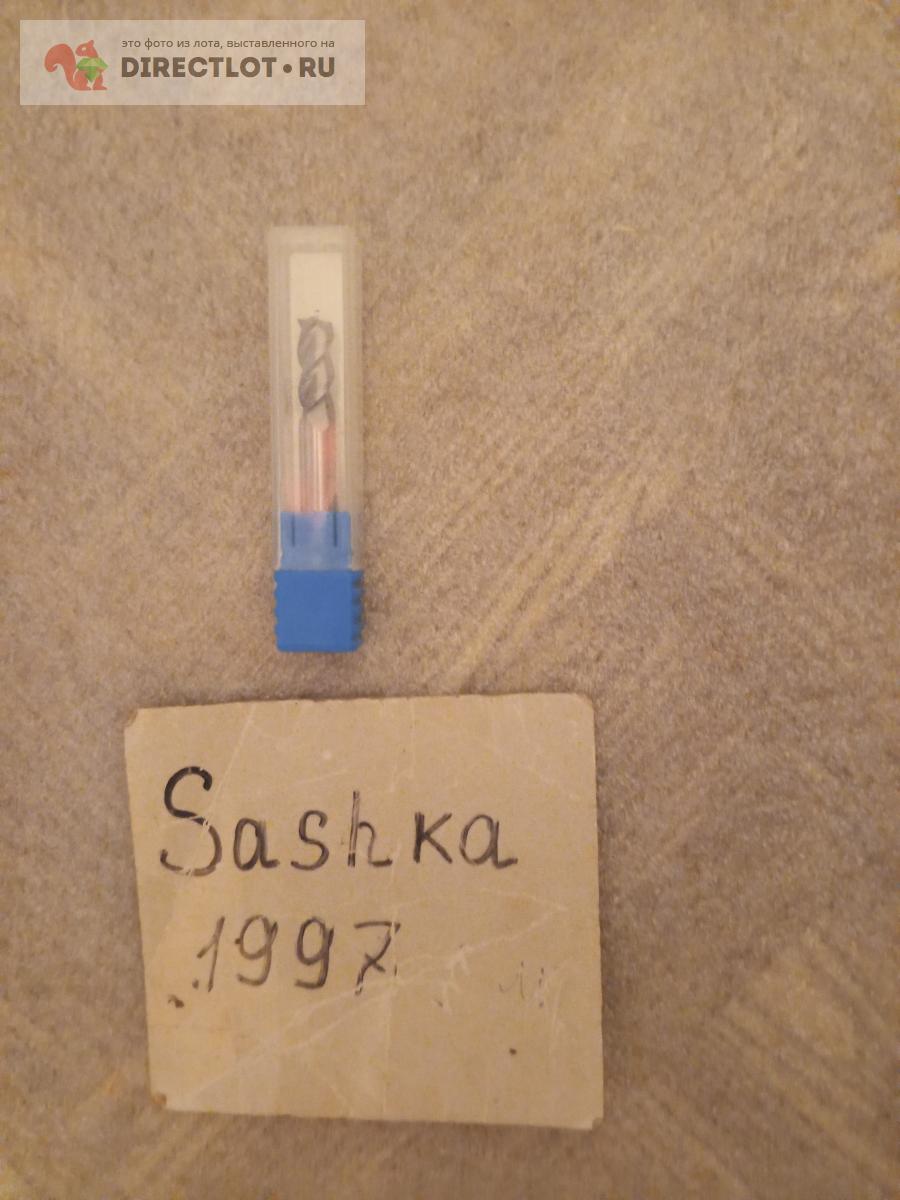 это фото из лота, выставленного на
DIRECTLOT•RU
Sashka
1997